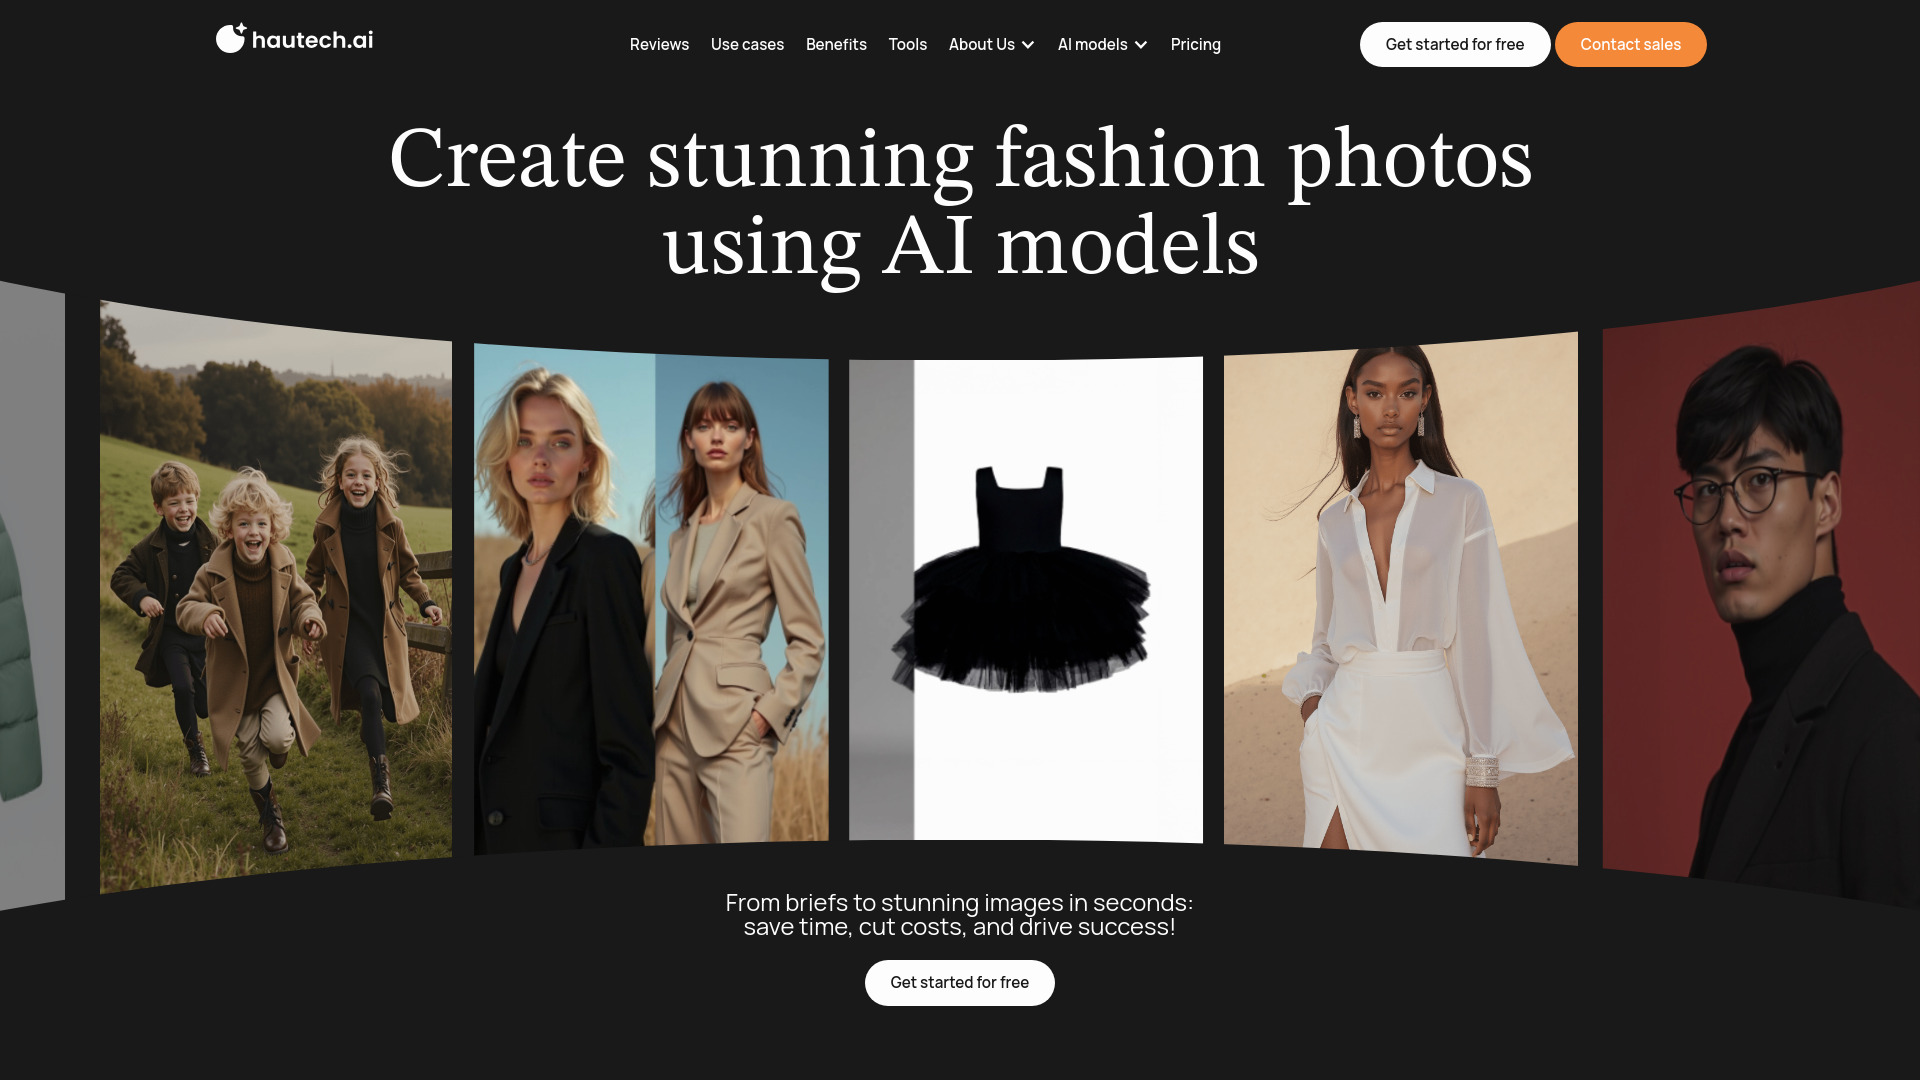 hautech.ai
Reviews
Use cases
Benefits
Tools
About Us
AI models
Pricing
Get started for free
Contact sales
Create stunning fashion photos
using AI models
From briefs to stunning images in seconds:
save time, cut costs, and drive success!
Get started for free